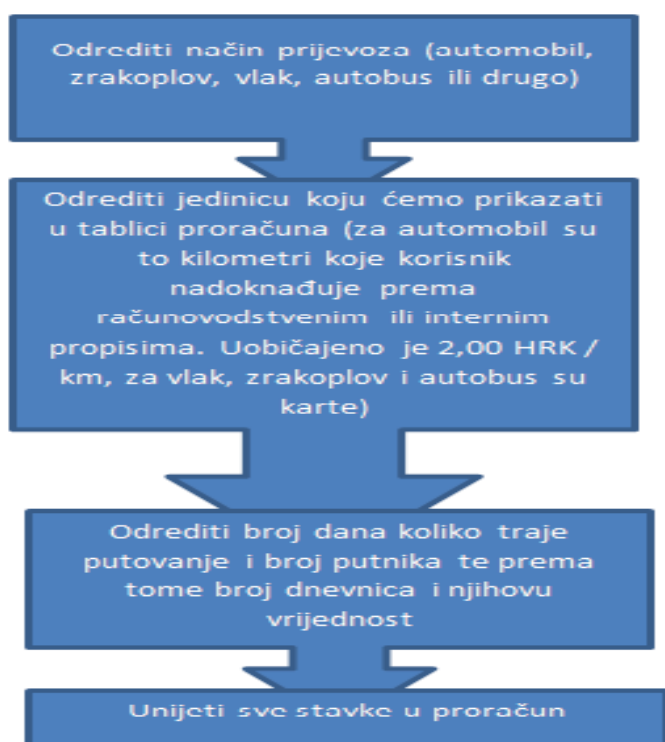 Odrediti način prijevoza (automobil,
zrakoplov, vlak, autobus ili drugo)
Odrediti jedinicu koju ćemo prikazati
u tablici proračuna (za automobil su
to kilometri koje korisnik
nadoknađuje prema
računovodstvenim ili internim
propisima. Uobičajeno je 2,00 HRK /
km, za vlak, zrakoplov i autobus su
karte)
Odrediti broj dana koliko traje
putovanje i broj putnika te prema
tome broj dnevnica i njihovu
vrijednost
Unijeti sve stavke u proračun